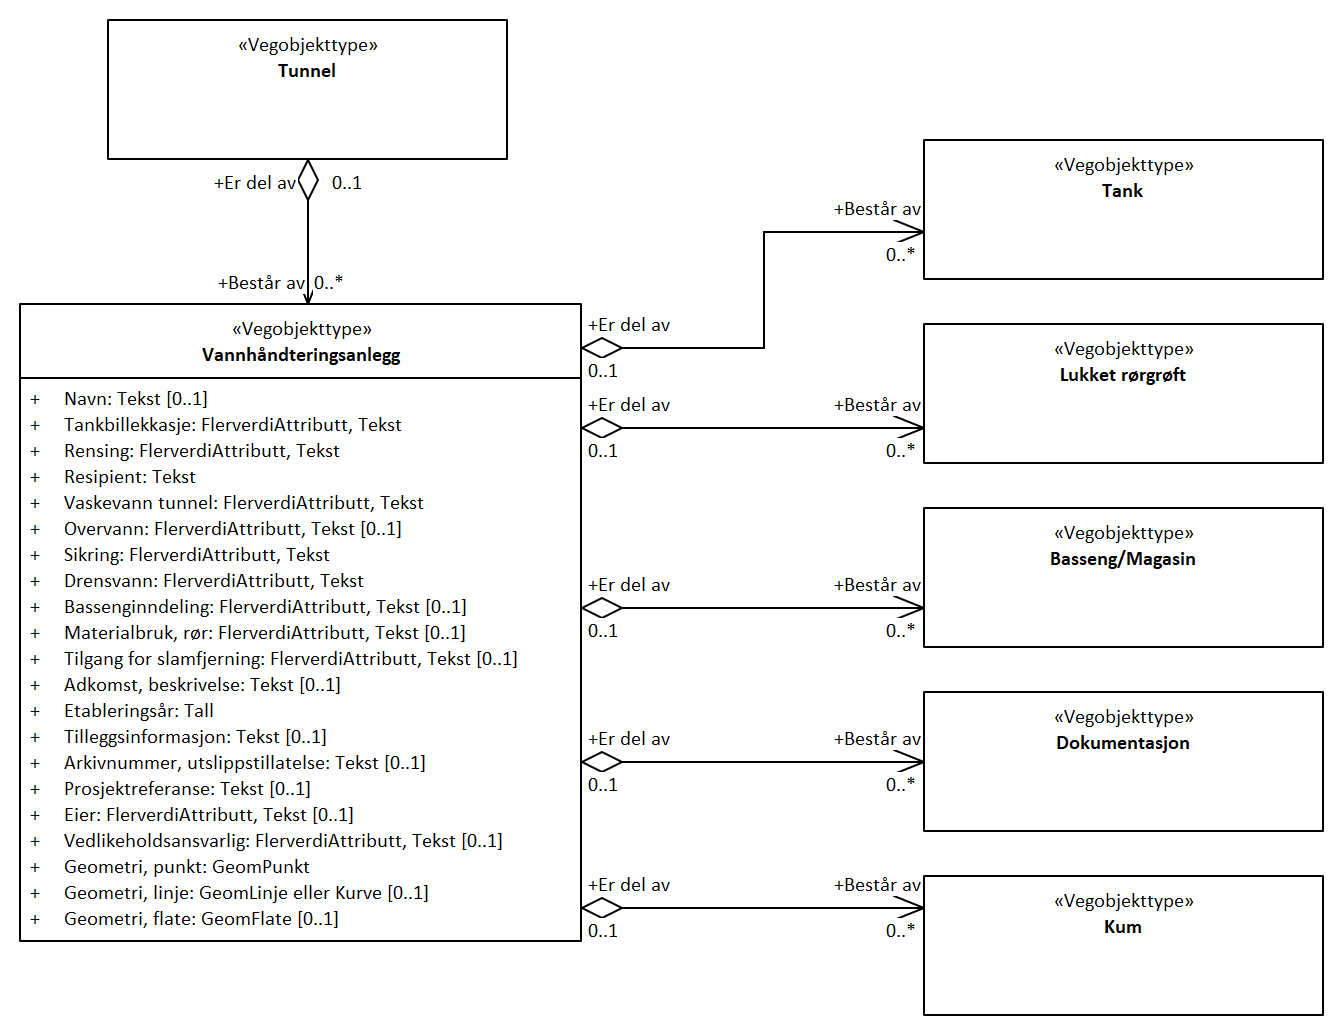 «Vegobjekttype»
Tunnel
+Er del av
0..1
+Består av
0..*
«Vegobjekttype»
Vannhåndteringsanlegg
+ Navn: Tekst [0..1]
+ Tankbillekkasje: FlerverdiAttributt, Tekst
+ Rensing: FlerverdiAttributt, Tekst
+ Resipient: Tekst
+ Vaskevann tunnel: FlerverdiAttributt, Tekst
+ Overvann: FlerverdiAttributt, Tekst [0..1]
+ Sikring: FlerverdiAttributt, Tekst
+ Drensvann: FlerverdiAttributt, Tekst
+ Bassenginndeling: FlerverdiAttributt, Tekst [0..1]
+ Materialbruk, rør: FlerverdiAttributt, Tekst [0..1]
+ Tilgang for slamfjerning: FlerverdiAttributt, Tekst [0..1]
+ Adkomst, beskrivelse: Tekst [0..1]
+ Etableringsår: Tall
+ Tilleggsinformasjon: Tekst [0..1]
+ Arkivnummer, utslippstillatelse: Tekst [0..1]
+ Prosjektreferanse: Tekst [0..1]
+ Eier: FlerverdiAttributt, Tekst [0..1]
+ Vedlikeholdsansvarlig: FlerverdiAttributt, Tekst [0..1]
+ Geometri, punkt: GeomPunkt
+ Geometri, linje: GeomLinje eller Kurve [0..1]
+ Geometri, flate: GeomFlate [0..1]
+Er del av
0..1
+Består av
0..*
«Vegobjekttype»
Tank
+Er del av
0..1
+Består av
0..*
«Vegobjekttype»
Lukket rørgrøft
+Er del av
0..1
+Består av
0..*
«Vegobjekttype»
Basseng/Magasin
+Er del av
0..1
+Består av
0..*
«Vegobjekttype»
Dokumentasjon
+Er del av
0..1
+Består av
0..*
«Vegobjekttype»
Kum